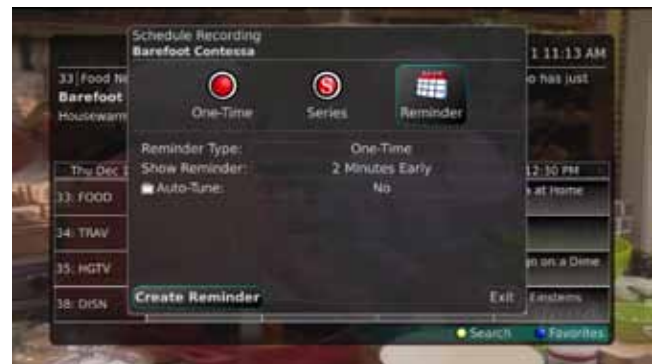 Schedule Recording
Barefoot Contessa
1 11:13 AM
33 Food Ne
o has just
Barefoot
Housewarm
One-Time
Series
Reminder
Reminder Type: One-Time
Show Reminder: 2 Minutes Early
Auto-Tune: No
Thu Dec 1
12:30 PM
33: FOOD
at Home
34: TRAV
35: HGTV
on a Dime
38: DISN
Einsteins
Create Reminder
Exit
Search
Favorites